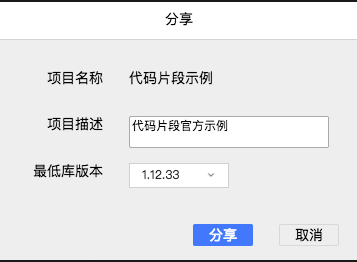 分享
项目名称 代码片段示例
项目描述 代码片段官方示例
最低库版本 1.12.33
分享 取消